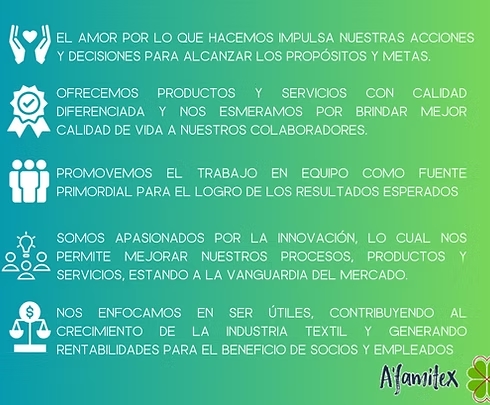 EL AMOR POR LO QUE HACEMOS IMPULSA NUESTRAS ACCIONES
Y DECISIONES PARA ALCANZAR LOS PROPÓSITOS Y METAS.
OFRECEMOS PRODUCTOS Y SERVICIOS CON CALIDAD
DIFERENCIADA Y NOS ESMERAMOS POR BRINDAR MEJOR
CALIDAD DE VIDA A NUESTROS COLABORADORES.
PROMOVEMOS EL TRABAJO EN EQUIPO COMO FUENTE
PRIMORDIAL PARA EL LOGRO DE LOS RESULTADOS ESPERADOS
SOMOS APASIONADOS POR LA INNOVACIÓN, LO CUAL NOS
PERMITE MEJORAR NUESTROS PROCESOS, PRODUCTOS Y
SERVICIOS, ESTANDO A LA VANGUARDIA DEL MERCADO.
NOS ENFOCAMOS EN SER ÚTILES, CONTRIBUYENDO AL
CRECIMIENTO DE LA INDUSTRIA TEXTIL Y GENERANDO
RENTABILIDADES PARA EL BENEFICIO DE SOCIOS Y EMPLEADOS
A'famitex